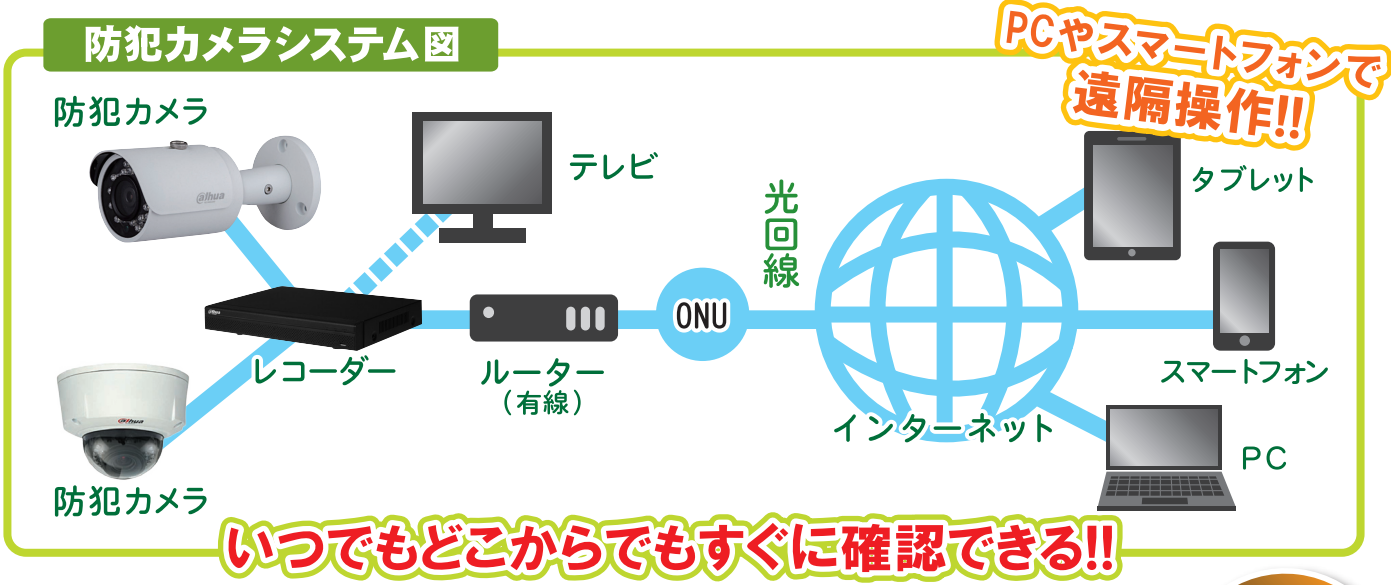 防犯カメラシステム図
PCやスマートフォンで
遠隔操作!!
防犯カメラ
alhua
テレビ
タブレット
光回線
ONU
レコーダー
ルーター
（有線）
スマートフォン
インターネット
alhua
防犯カメラ
PC
いつでもどこからでもすぐに確認できる!!